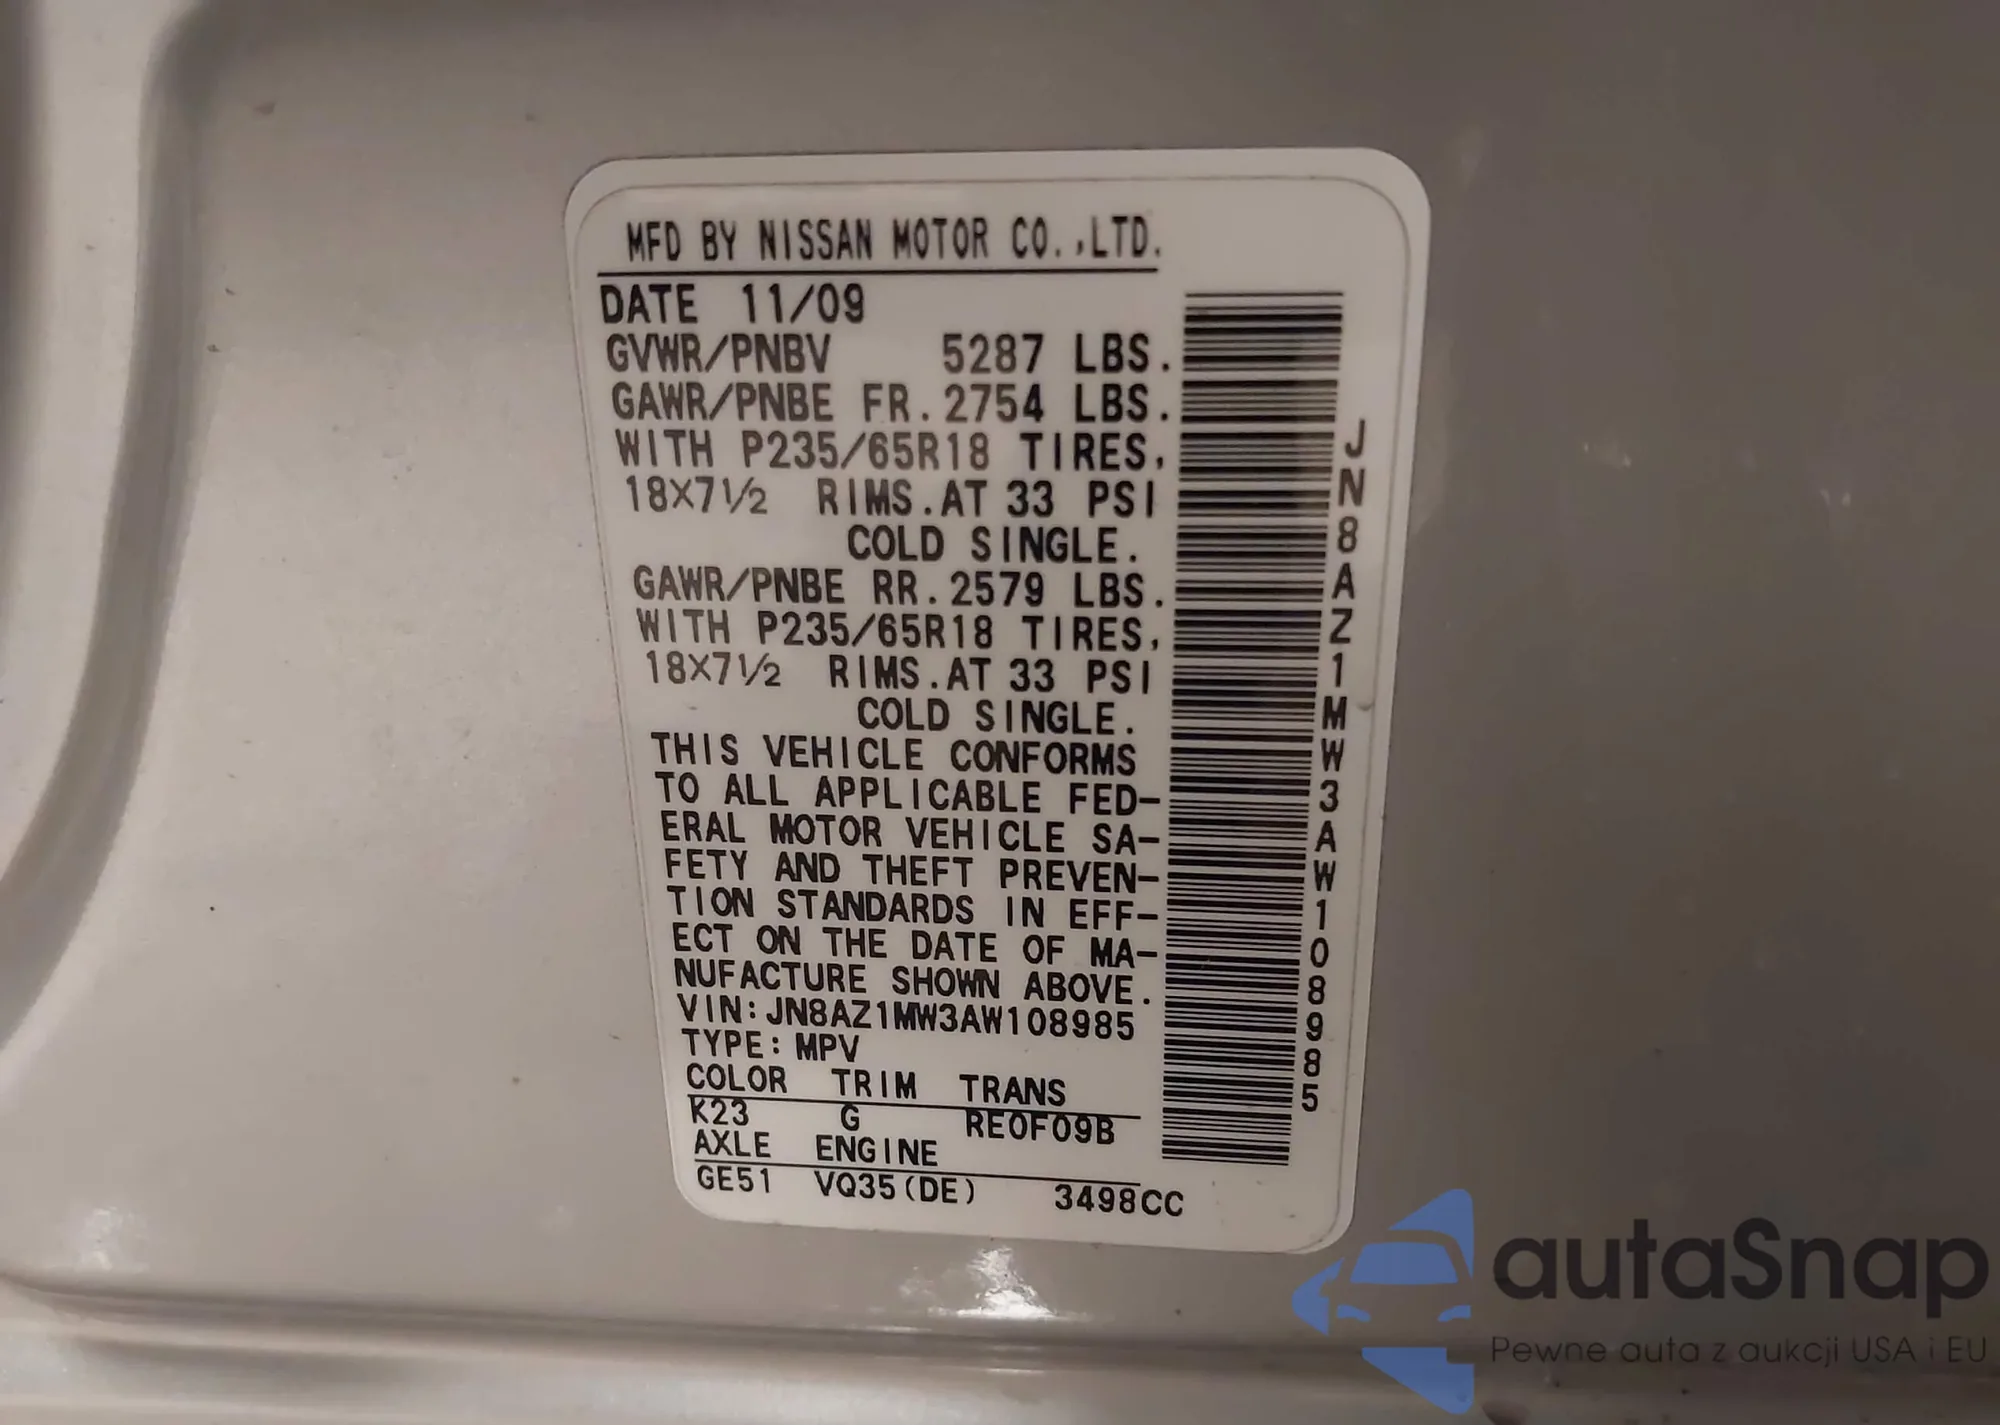 MFD BY NISSAN MOTOR CO.,LTD.
DATE 11/09
GVWR/PNBV 5287 LBS.
GAWR/PNBE FR.2754 LBS.
WITH P235/65R18 TIRES,
18X7½ RIMS.AT 33 PSI
COLD SINGLE.
GAWR/PNBE RR.2579 LBS.
WITH P235/65R18 TIRES,
18X7½ RIMS.AT 33 PSI
COLD SINGLE.
THIS VEHICLE CONFORMS
TO ALL APPLICABLE FED-
ERAL MOTOR VEHICLE SA-
FETY AND THEFT PREVEN-
TION STANDARDS IN EFF-
ECT ON THE DATE OF MA-
NUFACTURE SHOWN ABOVE.
VIN:JN8AZ1MW3AW108985
TYPE:MPV
COLOR TRIM TRANS
K23 G RE0F09B
AXLE ENGINE
GE51 VQ35(DE) 3498CC
JN8AZ1MW3AW108985
autaSnap
Pewne auta z aukcji USA i EU